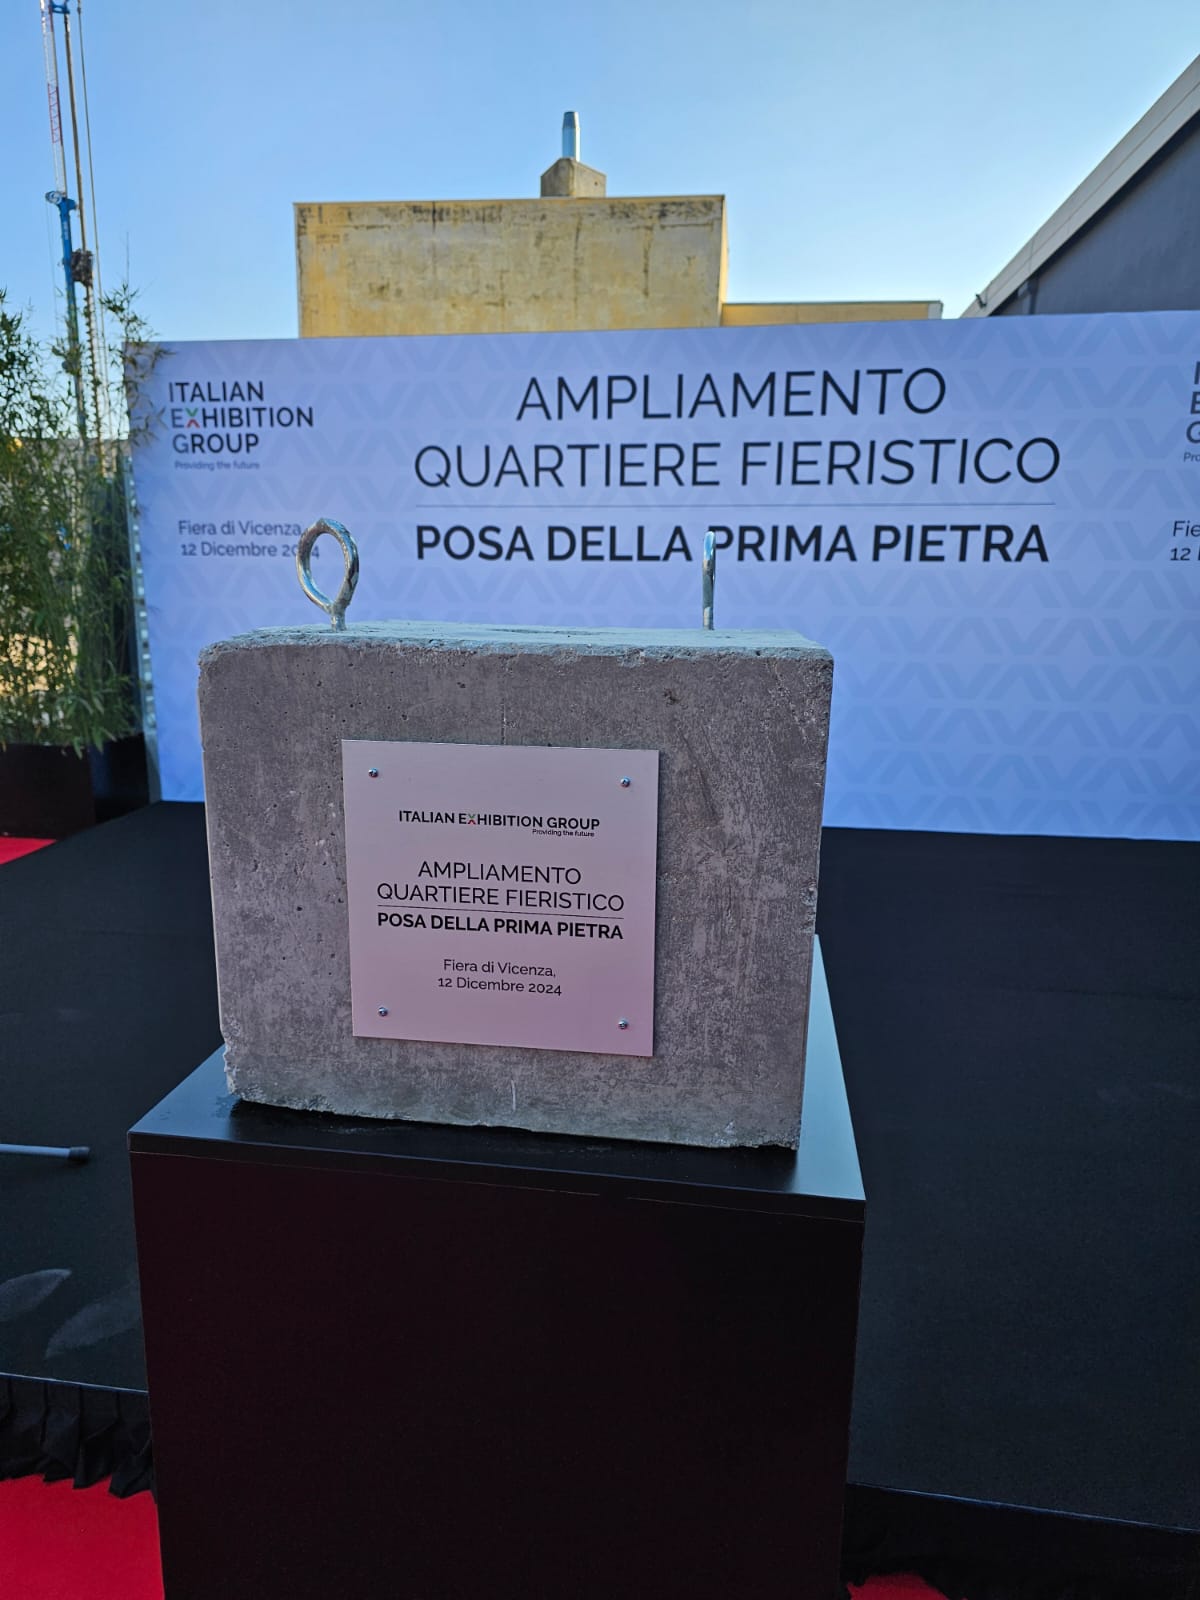 ITALIAN
EXHIBITION
GROUP
Providing the future
Fiera di Vicenza,
12 Dicembre 2024
AMPLIAMENTO
QUARTIERE FIERISTICO
POSA DELLA PRIMA PIETRA
ITALIAN EXHIBITION GROUP
Providing the future
AMPLIAMENTO
QUARTIERE FIERISTICO
POSA DELLA PRIMA PIETRA
Fiera di Vicenza,
12 Dicembre 2024